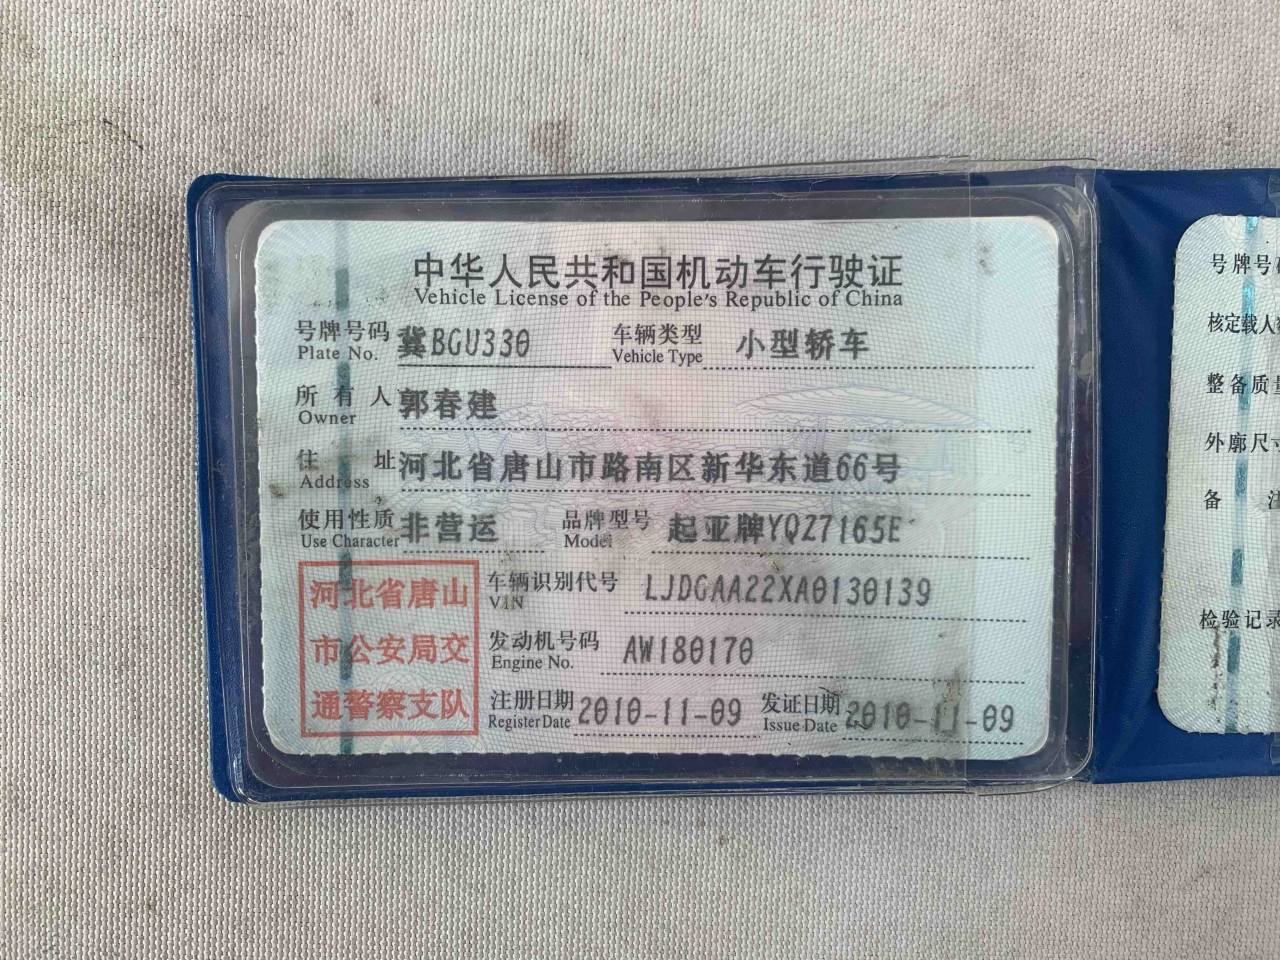 中华人民共和国机动车行驶证
Vehicle License of the People's Republic of China
号牌号码 冀BGU330 车辆类型 小型轿车
Plate No. Vehicle Type
所有人 郭春建
Owner
住址 河北省唐山市路南区新华东道66号
Address
使用性质 非营运 品牌型号 起亚牌YQZ7165E
Use Character Model
河北省唐山
市公安局交
通警察支队
车辆识别代号 LJDGAA22XA0130139
VIN
发动机号码 AW180170
Engine No.
注册日期 2010-11-09 发证日期 2010-11-09
Register Date Issue Date
号牌号
核定载人
整备质量
外廓尺寸
备 注
检验记录